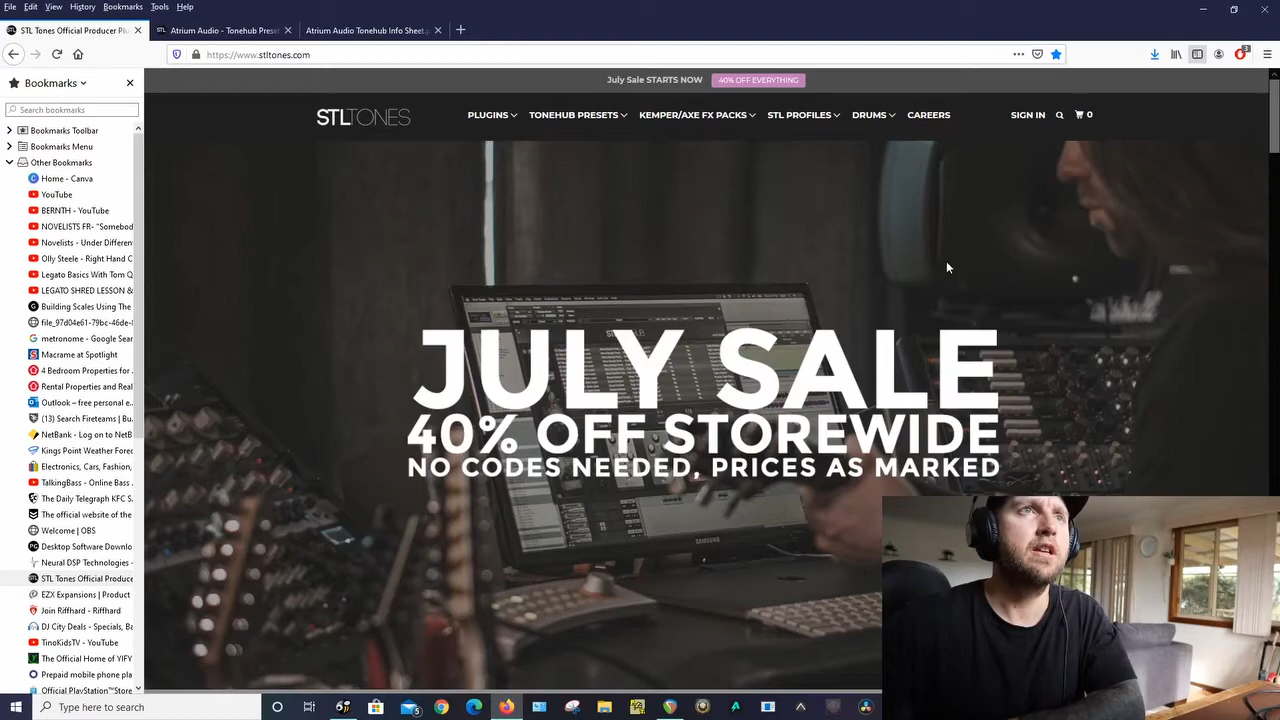 File Edit View History Bookmarks Tools Help
STL Tones Official Producer Plu
Atrium Audio - Tonehub Preset
Atrium Audio Tonehub Info Sheet.p
https://www.stltones.com
Bookmarks
Search bookmarks
Bookmarks Toolbar
Bookmarks Menu
Other Bookmarks
Home - Canva
YouTube
BERNTH - YouTube
NOVELISTS FR- "Somebod
Novelists - Under Differen
Olly Steele - Right Hand C
Legato Basics With Tom Q
LEGATO SHRED LESSON &
Building Scales Using The
file_97d04e61-79bc-46de-8
metronome - Google Sear
Macrame at Spotlight
4 Bedroom Properties for
Rental Properties and Real
Outlook – free personal e
(13) Search Fireteams | Bu
NetBank - Log on to NetB
Kings Point Weather Forec
Electronics, Cars, Fashion,
TalkingBass - Online Bass
The Daily Telegraph KFC S
The official website of the
Welcome | OBS
Desktop Software Downlo
Neural DSP Technologies -
STL Tones Official Produce
EZX Expansions | Product
Join Riffhard - Riffhard
DJ City Deals - Specials, Ba
TinoKidsTV - YouTube
The Official Home of YIFY
Prepaid mobile phone pla
Official PlayStation™Store
July Sale STARTS NOW 40% OFF EVERYTHING
STLTONES
PLUGINS TONEHUB PRESETS KEMPER/AXE FX PACKS STL PROFILES DRUMS CAREERS
SIGN IN 0
JULY SALE
40% OFF STOREWIDE
NO CODES NEEDED, PRICES AS MARKED
SAMSUNG
Type here to search